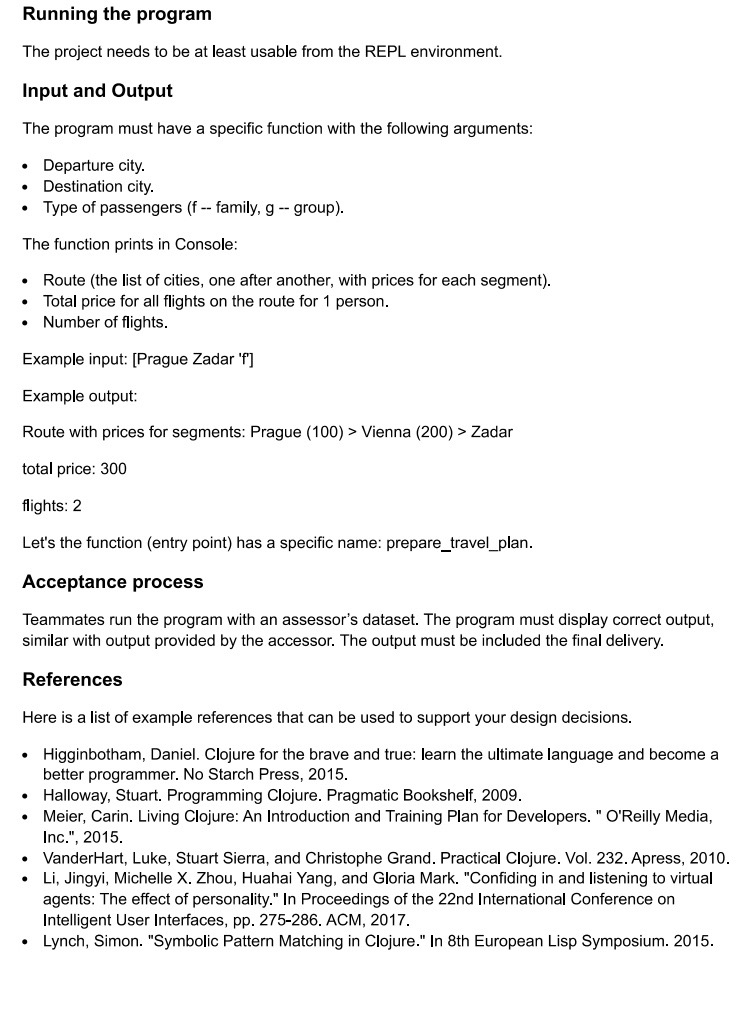 Running the program
The project needs to be at least usable from the REPL environment.
Input and Output
The program must have a specific function with the following arguments:
• Departure city.
• Destination city.
• Type of passengers (f -- family, g -- group).
The function prints in Console:
• Route (the list of cities, one after another, with prices for each segment).
• Total price for all flights on the route for 1 person.
• Number of flights.
Example input: [Prague Zadar 'f']
Example output:
Route with prices for segments: Prague (100) > Vienna (200) > Zadar
total price: 300
flights: 2
Let's the function (entry point) has a specific name: prepare_travel_plan.
Acceptance process
Teammates run the program with an assessor’s dataset. The program must display correct output,
similar with output provided by the accessor. The output must be included the final delivery.
References
Here is a list of example references that can be used to support your design decisions.
• Higginbotham, Daniel. Clojure for the brave and true: learn the ultimate language and become a
better programmer. No Starch Press, 2015.
• Halloway, Stuart. Programming Clojure. Pragmatic Bookshelf, 2009.
• Meier, Carin. Living Clojure: An Introduction and Training Plan for Developers. " O'Reilly Media,
Inc.", 2015.
• VanderHart, Luke, Stuart Sierra, and Christophe Grand. Practical Clojure. Vol. 232. Apress, 2010.
• Li, Jingyi, Michelle X. Zhou, Huahai Yang, and Gloria Mark. "Confiding in and listening to virtual
agents: The effect of personality." In Proceedings of the 22nd International Conference on
Intelligent User Interfaces, pp. 275-286. ACM, 2017.
• Lynch, Simon. "Symbolic Pattern Matching in Clojure." In 8th European Lisp Symposium. 2015.